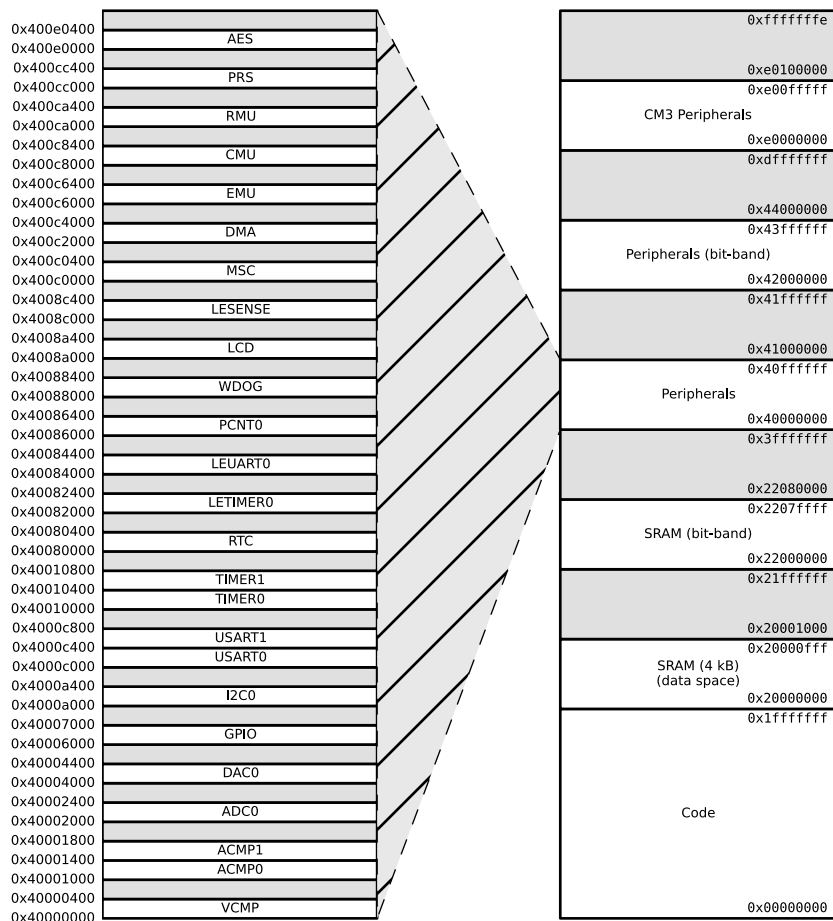 0x400e0400
AES
0x400e0000
0x400cc400
PRS
0x400cc000
0x400ca400
RMU
0x400ca000
0x400c8400
CMU
0x400c8000
0x400c6400
EMU
0x400c6000
0x400c4000
DMA
0x400c2000
0x400c0400
MSC
0x400c0000
0x4008c400
LESENSE
0x4008c000
0x4008a400
LCD
0x4008a000
0x40088400
WDOG
0x40088000
0x40086400
PCNT0
0x40086000
0x40084400
LEUART0
0x40084000
0x40082400
LETIMER0
0x40082000
0x40080400
RTC
0x40080000
0x40010800
TIMER1
0x40010400
TIMER0
0x40010000
0x4000c800
USART1
0x4000c400
USART0
0x4000c000
0x4000a400
I2C0
0x4000a000
0x40007000
GPIO
0x40006000
0x40004400
DAC0
0x40004000
0x40002400
ADC0
0x40002000
0x40001800
ACMP1
0x40001400
ACMP0
0x40001000
0x40000400
VCMP
0x40000000
0xfffffffe
0xe0100000
0xe00fffff
CM3 Peripherals
0xe0000000
0xdfffffff
0x44000000
0x43ffffff
Peripherals (bit-band)
0x42000000
0x41ffffff
0x41000000
0x40ffffff
Peripherals
0x40000000
0x3fffffff
0x22080000
0x2207ffff
SRAM (bit-band)
0x22000000
0x21ffffff
0x20001000
0x20000fff
SRAM (4 kB)
(data space)
0x20000000
0x1fffffff
Code
0x00000000